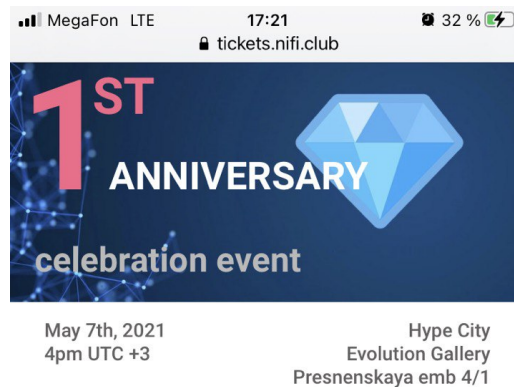 MegaFon LTE 17:21 32 %
tickets.nifi.club
1ST
ANNIVERSARY
celebration event
May 7th, 2021
4pm UTC +3
Hype City
Evolution Gallery
Presnenskaya emb 4/1